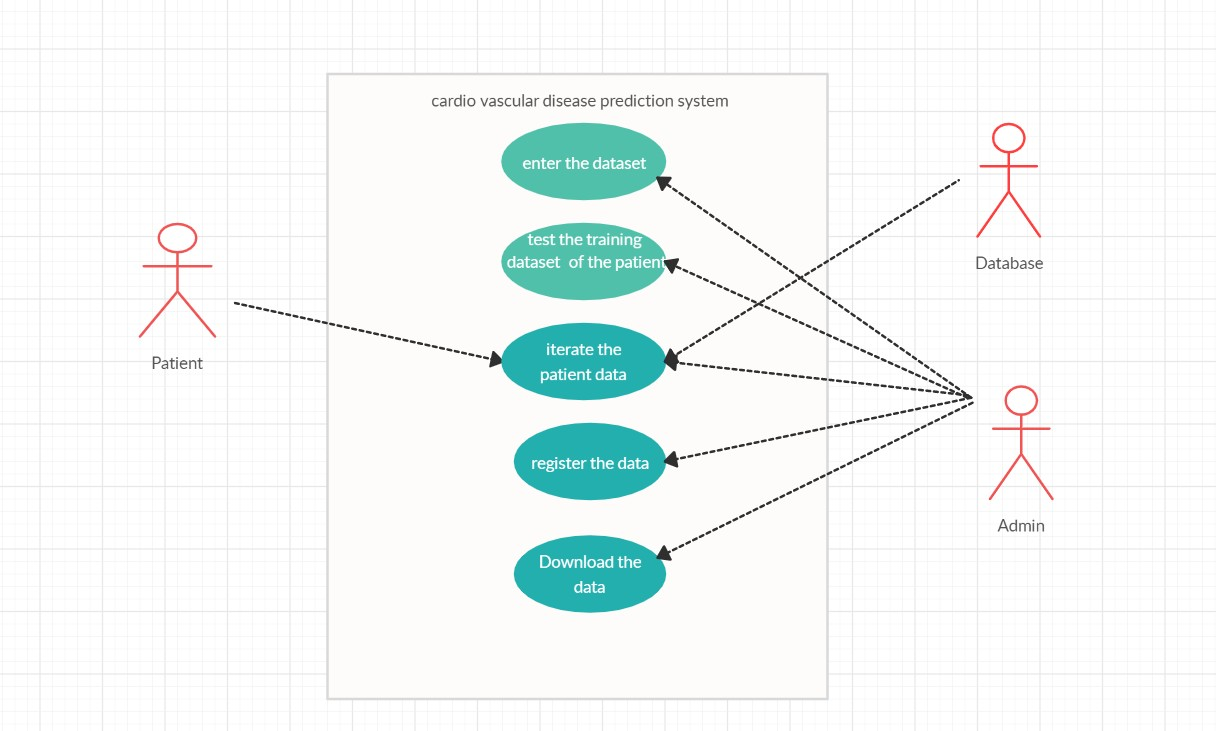 cardio vascular disease prediction system
enter the dataset
test the training
dataset  of the patient
iterate the
patient data
register the data
Download the
data
Patient
Database
Admin